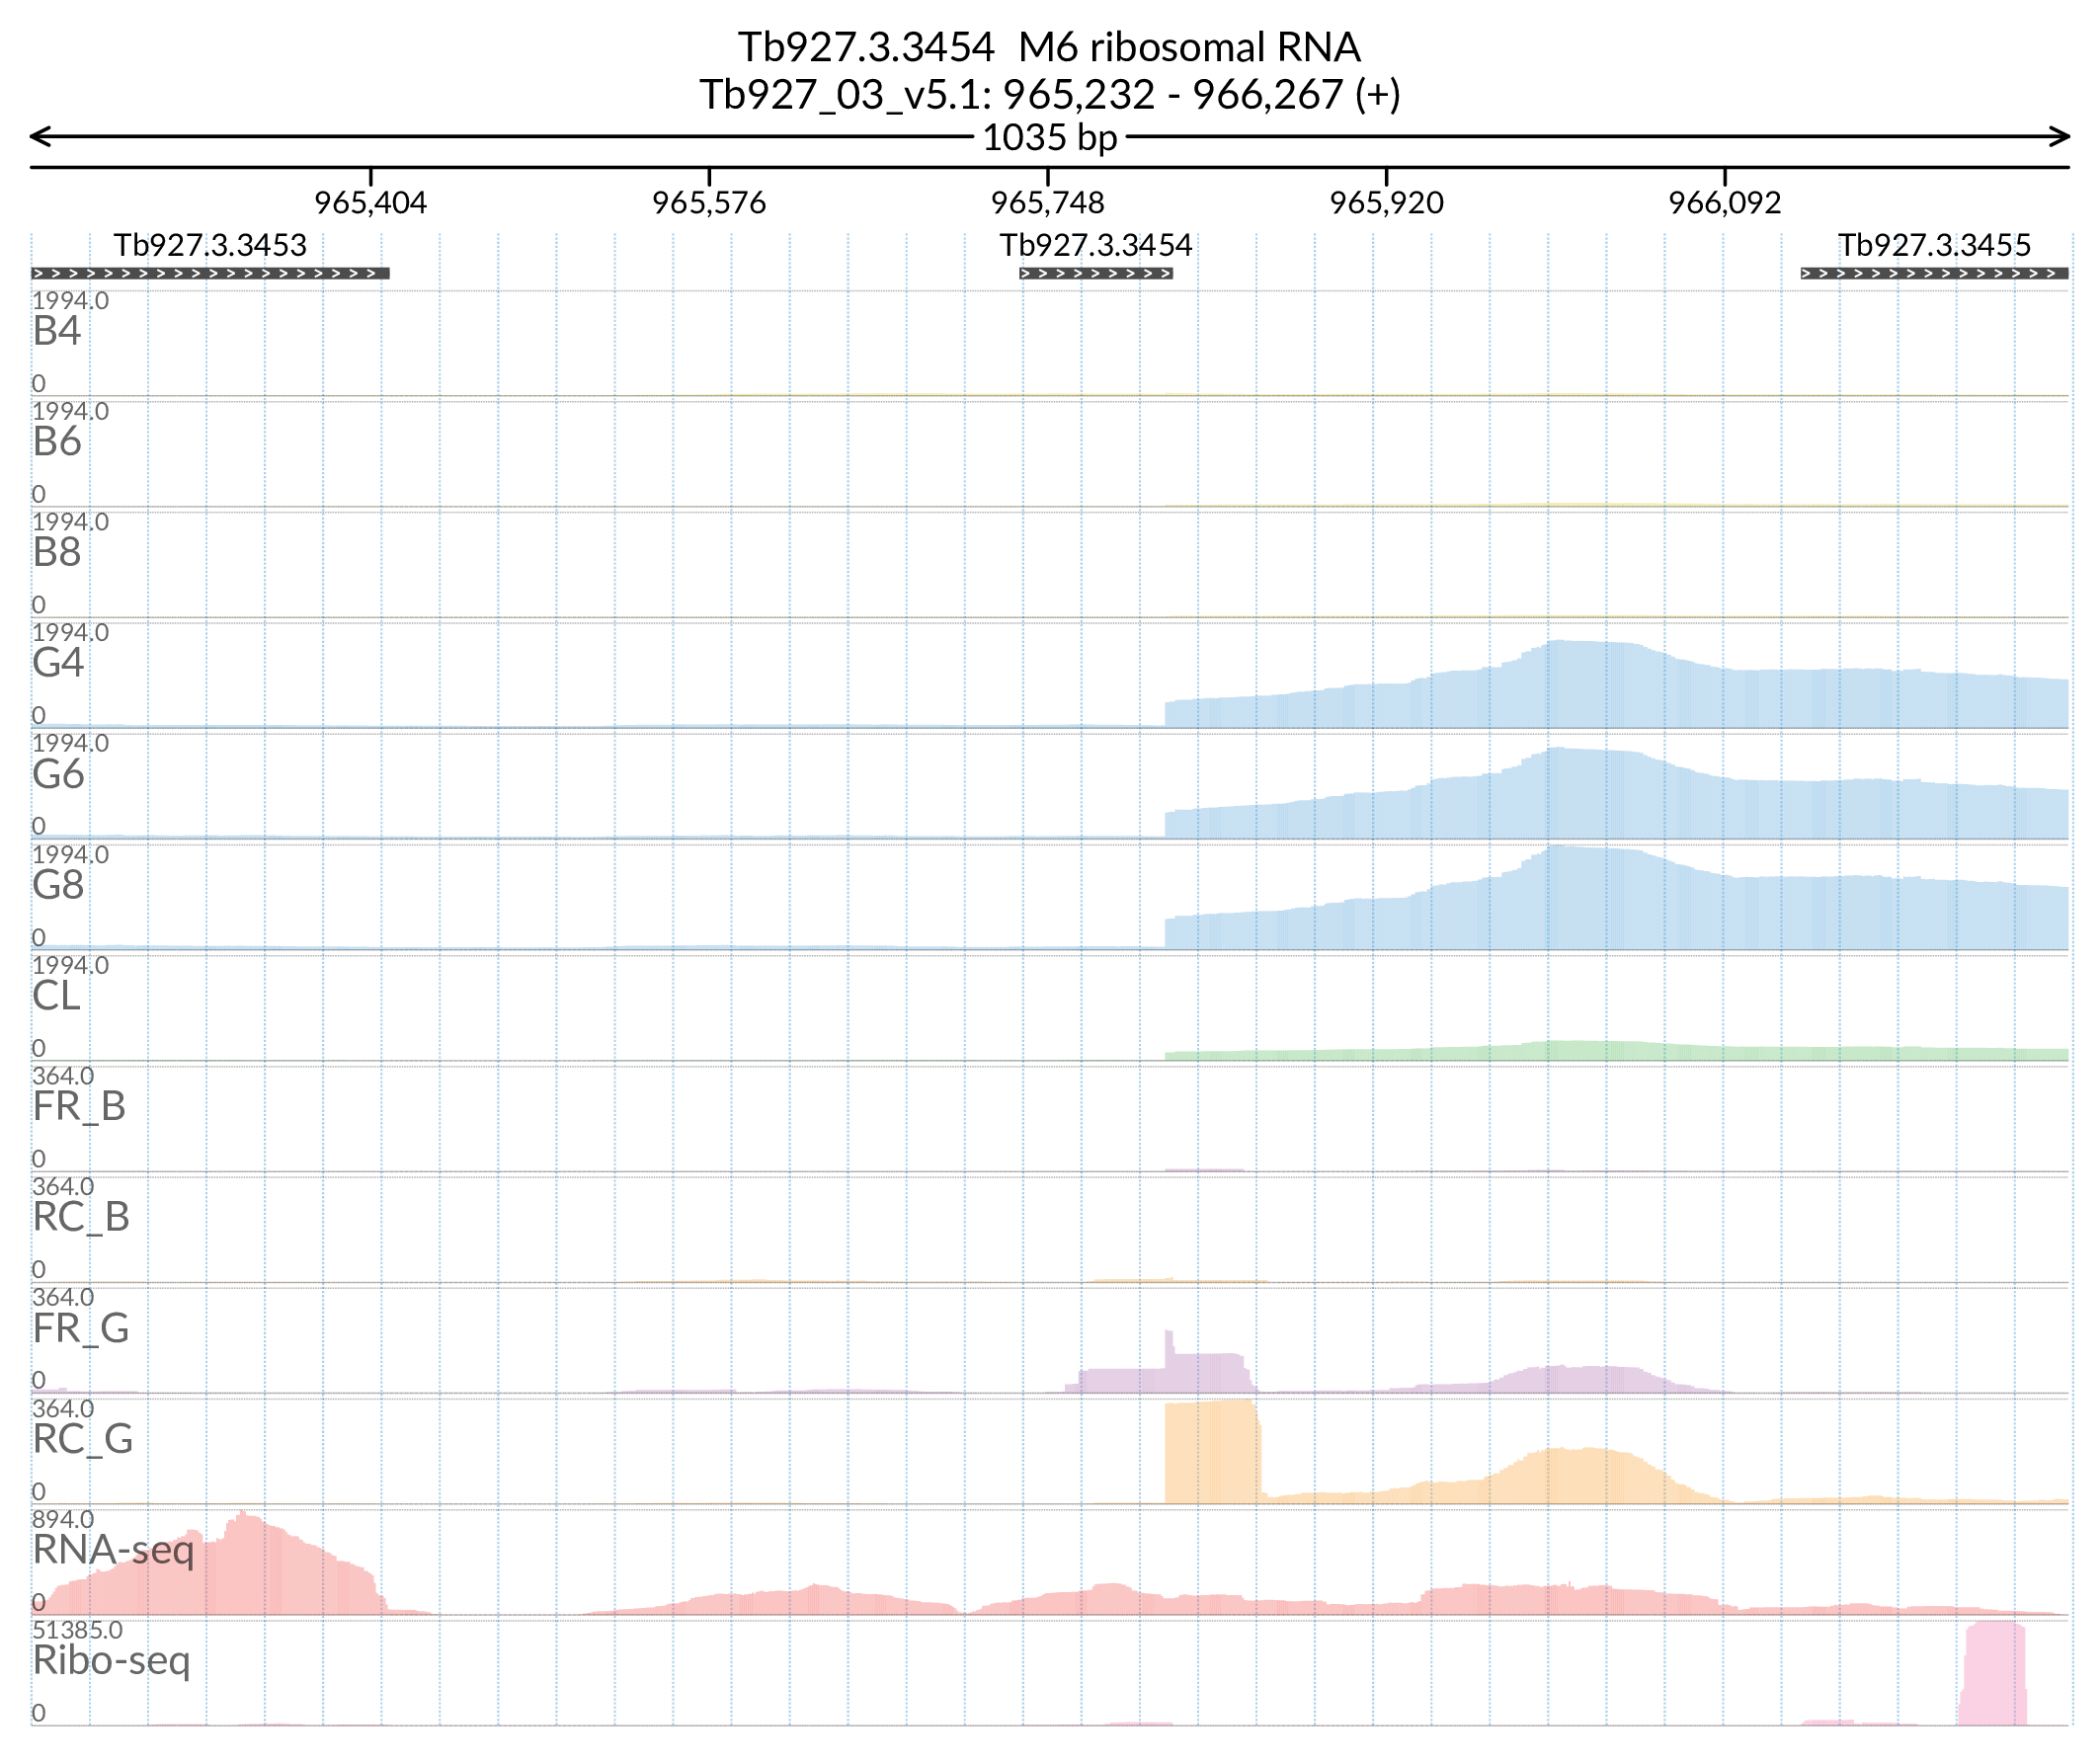 Tb927.3.3454  M6 ribosomal RNA
Tb927_03_v5.1: 965,232 - 966,267 (+)
1035 bp
965,404 965,576 965,748 965,920 966,092
Tb927.3.3453 Tb927.3.3454 Tb927.3.3455
1994.0
B4
0
1994.0
B6
0
1994.0
B8
0
1994.0
G4
0
1994.0
G6
0
1994.0
G8
0
1994.0
CL
0
364.0
FR_B
0
364.0
RC_B
0
364.0
FR_G
0
364.0
RC_G
0
894.0
RNA-seq
0
51385.0
Ribo-seq
0